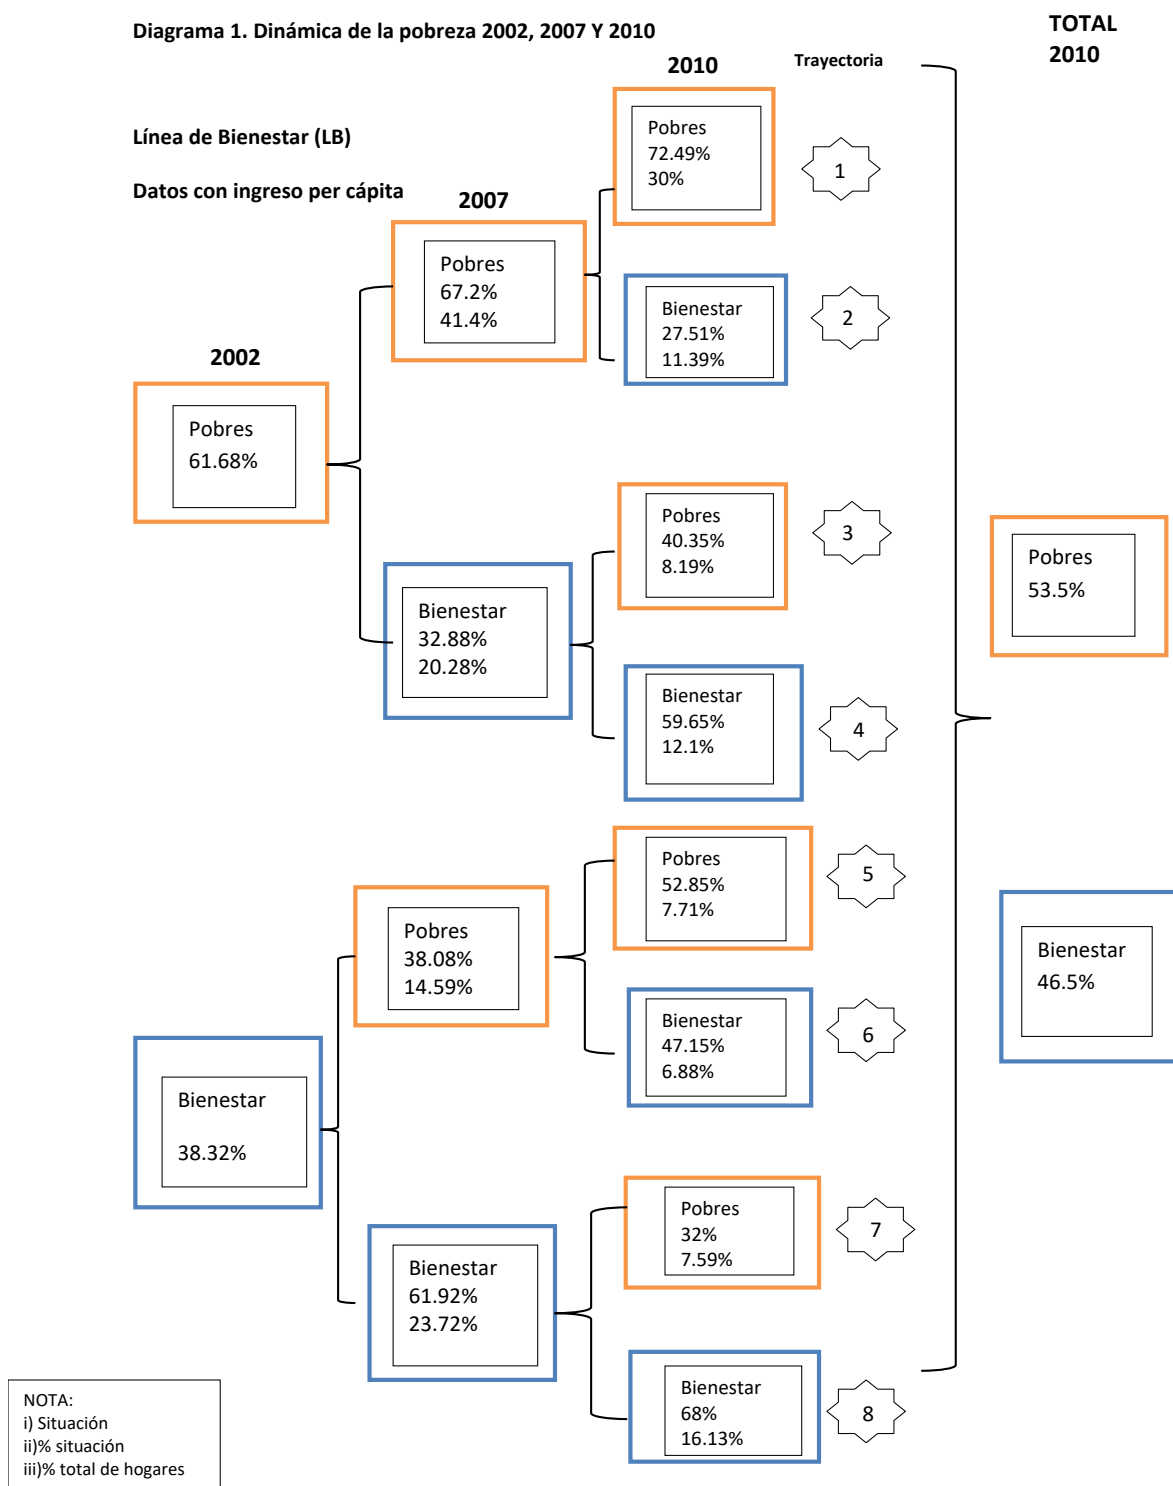 Diagrama 1. Dinámica de la pobreza 2002, 2007 Y 2010
TOTAL
2010
2010
Trayectoria
Línea de Bienestar (LB)
Datos con ingreso per cápita
2007
2002
Pobres
61.68%
Pobres
67.2%
41.4%
Pobres
72.49%
30%
1
Bienestar
27.51%
11.39%
2
Bienestar
32.88%
20.28%
Pobres
40.35%
8.19%
3
Bienestar
59.65%
12.1%
4
Bienestar
38.32%
Pobres
38.08%
14.59%
Pobres
52.85%
7.71%
5
Bienestar
47.15%
6.88%
6
Bienestar
61.92%
23.72%
Pobres
32%
7.59%
7
Bienestar
68%
16.13%
8
Pobres
53.5%
Bienestar
46.5%
NOTA:
i) Situación
ii)% situación
iii)% total de hogares